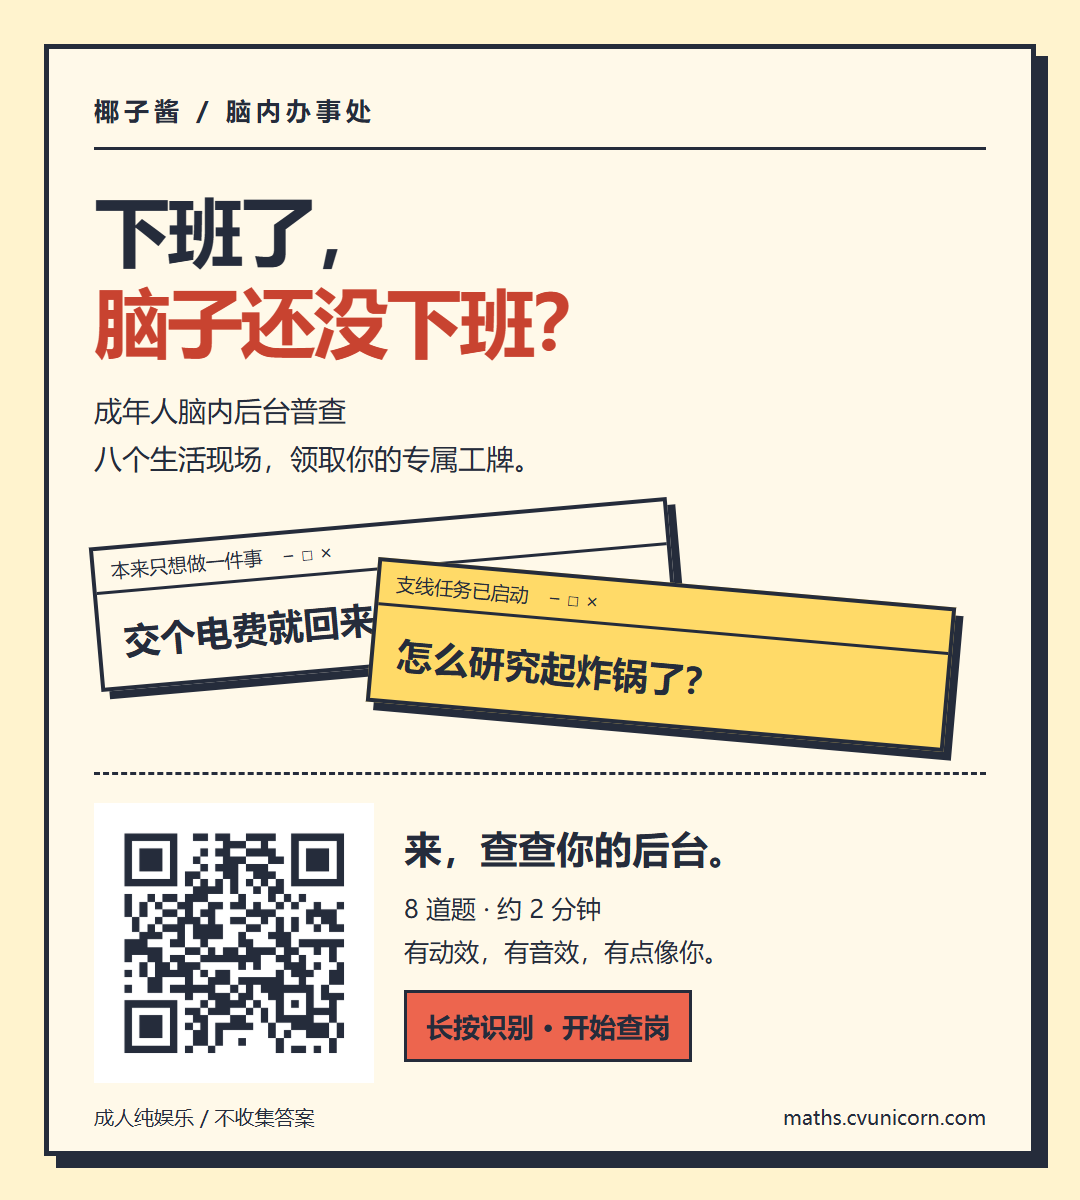 椰子酱 / 脑内办事处
下班了，
脑子还没下班？
成年人脑内后台普查
八个生活现场，领取你的专属工牌。
本来只想做一件事 － □ ×
交个电费就回来
支线任务已启动 － □ ×
怎么研究起炸锅了？
来，查查你的后台。
8 道题 · 约 2 分钟
有动效，有音效，有点像你。
长按识别 · 开始查岗
成人纯娱乐 / 不收集答案
maths.cvunicorn.com